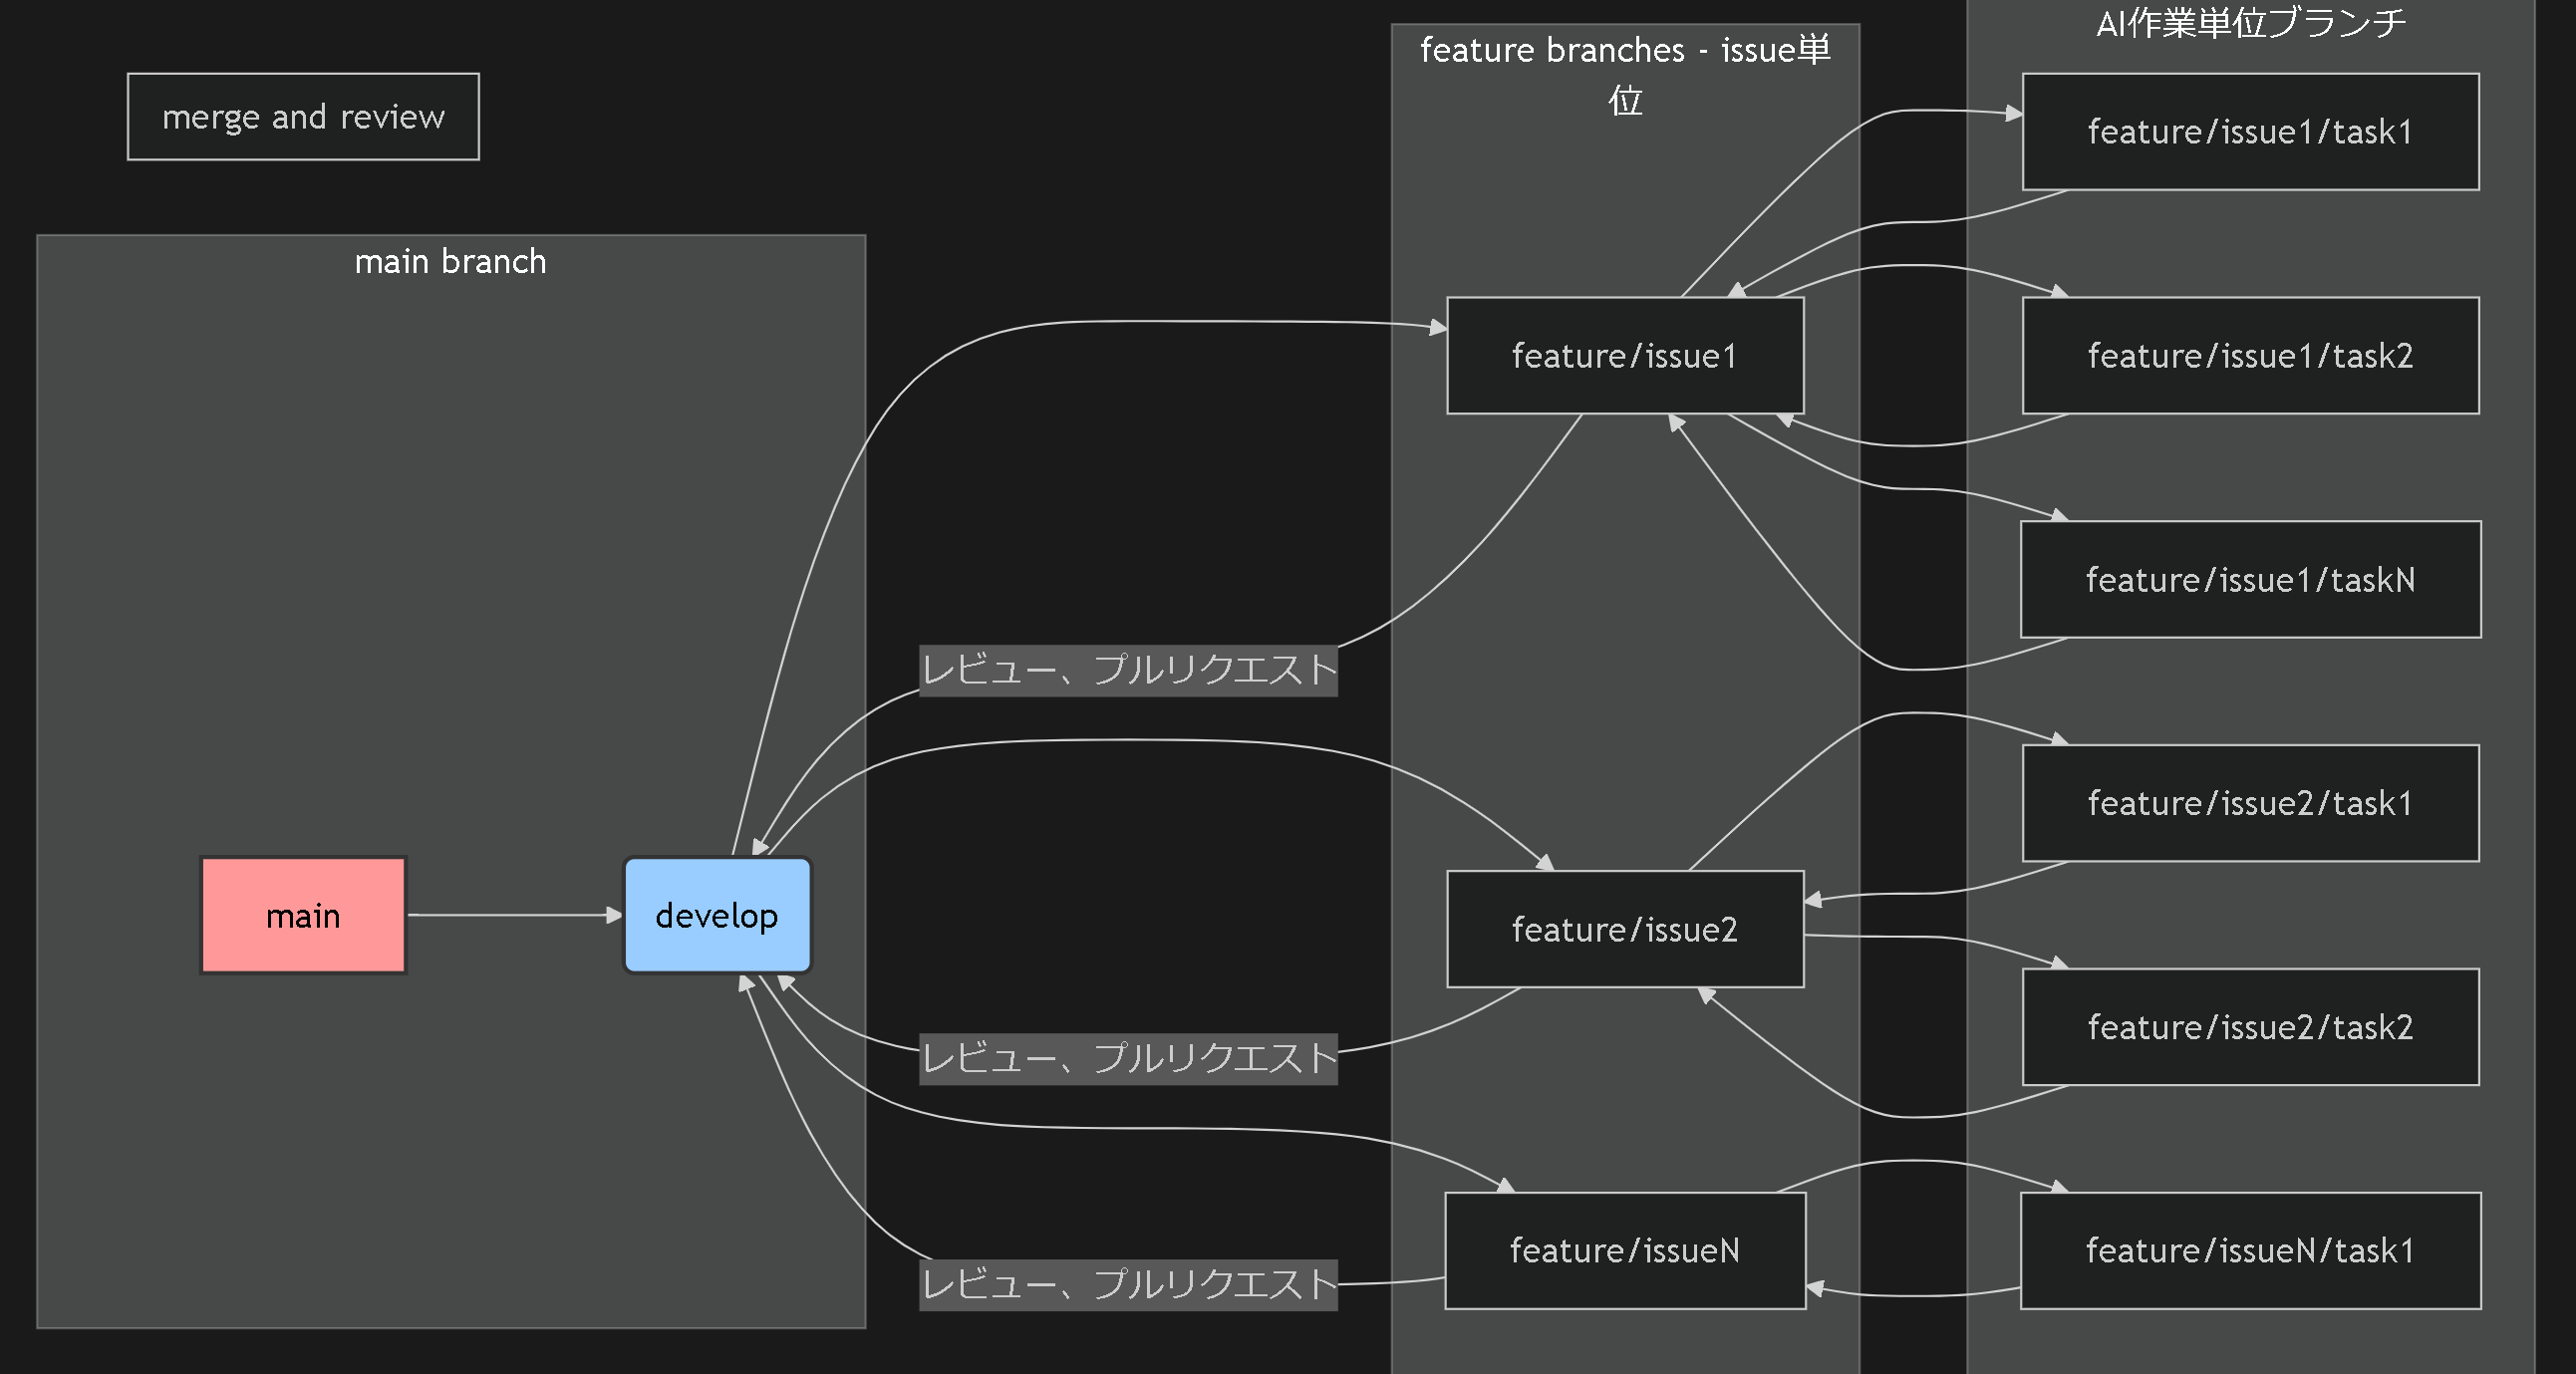 merge and review
main branch
main
develop
レビュー、プルリクエスト
レビュー、プルリクエスト
レビュー、プルリクエスト
feature branches - issue単
位
feature/issue1
feature/issue2
feature/issueN
AI作業単位ブランチ
feature/issue1/task1
feature/issue1/task2
feature/issue1/taskN
feature/issue2/task1
feature/issue2/task2
feature/issueN/task1